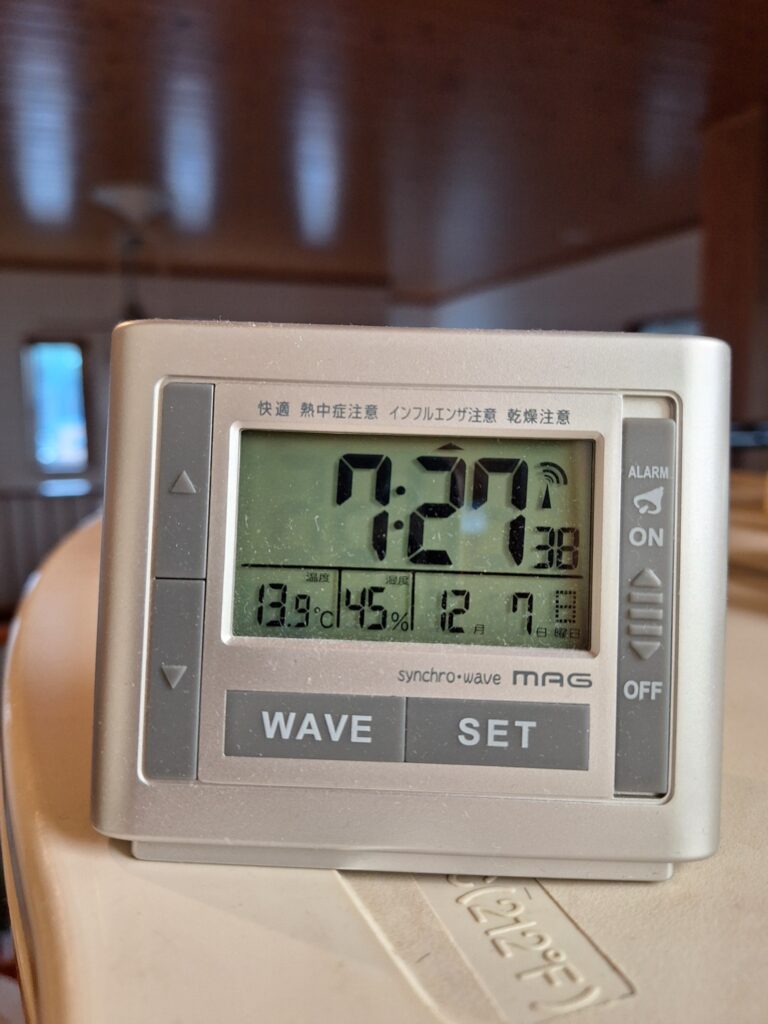 快適 熱中症注意 インフルエンザ注意 乾燥注意
7:27 38
温度 湿度
13.9℃ 45% 12月 7日 日曜日
synchro・wave MAG
WAVE SET
ALARM
ON
OFF
C(212°F)